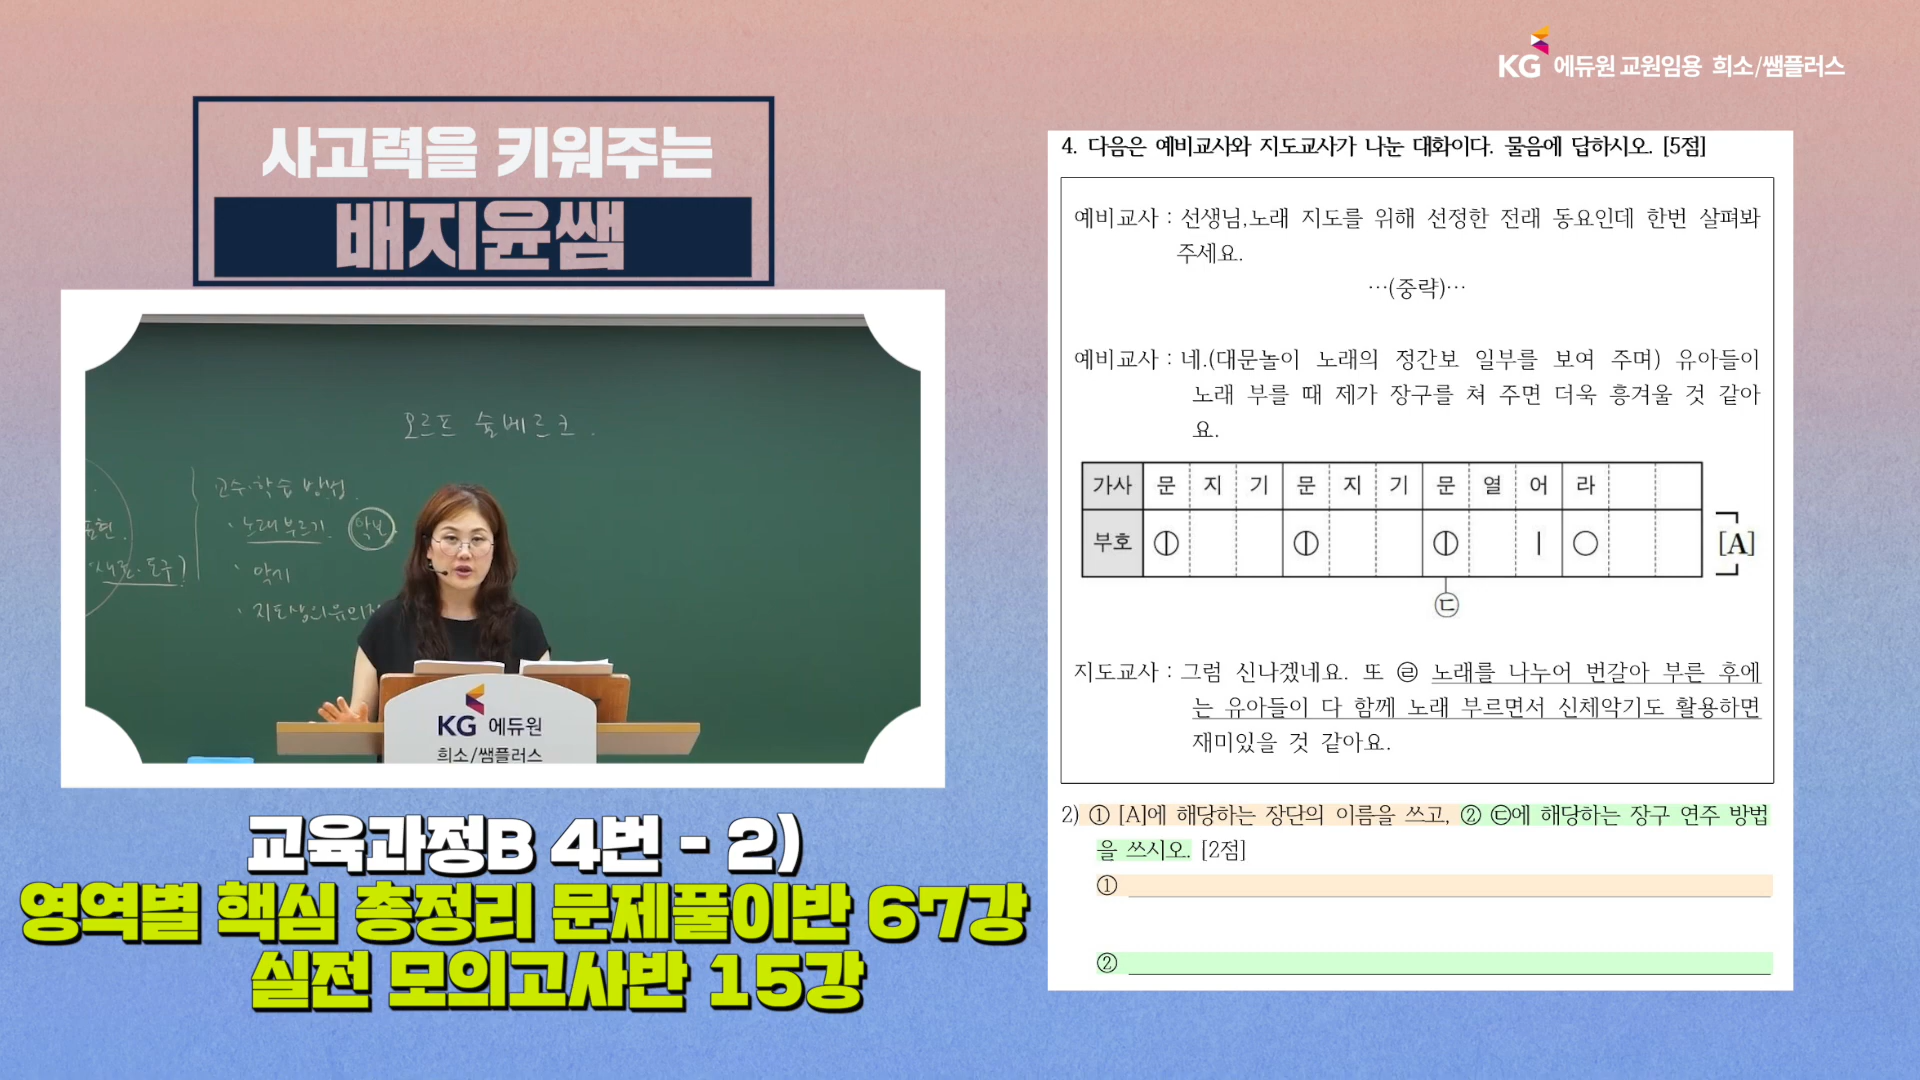 KG 에듀원 교원임용 희소/쌤플러스
사고력을 키워주는
배지윤쌤
오르프 슐베르크.
교수·학습 방법.
· 노래부르기. 악보
· 악기
· 지도상의유의점
표현.
재료·도구?
KG 에듀원
희소/쌤플러스
교육과정B 4번 - 2)
영역별 핵심 총정리 문제풀이반 67강
실전 모의고사반 15강
4. 다음은 예비교사와 지도교사가 나눈 대화이다. 물음에 답하시오. [5점]
예비교사 : 선생님,노래 지도를 위해 선정한 전래 동요인데 한번 살펴봐
주세요.
…(중략)…
예비교사 : 네.(대문놀이 노래의 정간보 일부를 보여 주며) 유아들이
노래 부를 때 제가 장구를 쳐 주면 더욱 흥겨울 것 같아
요.
가사 문 지 기 문 지 기 문 열 어 라
부호 ⏀ ⏀ ⏀ | ○ [A]
㉢
지도교사 : 그럼 신나겠네요. 또 ㉣ 노래를 나누어 번갈아 부른 후에
는 유아들이 다 함께 노래 부르면서 신체악기도 활용하면
재미있을 것 같아요.
2) ① [A]에 해당하는 장단의 이름을 쓰고, ② ㉢에 해당하는 장구 연주 방법
을 쓰시오. [2점]
①
②